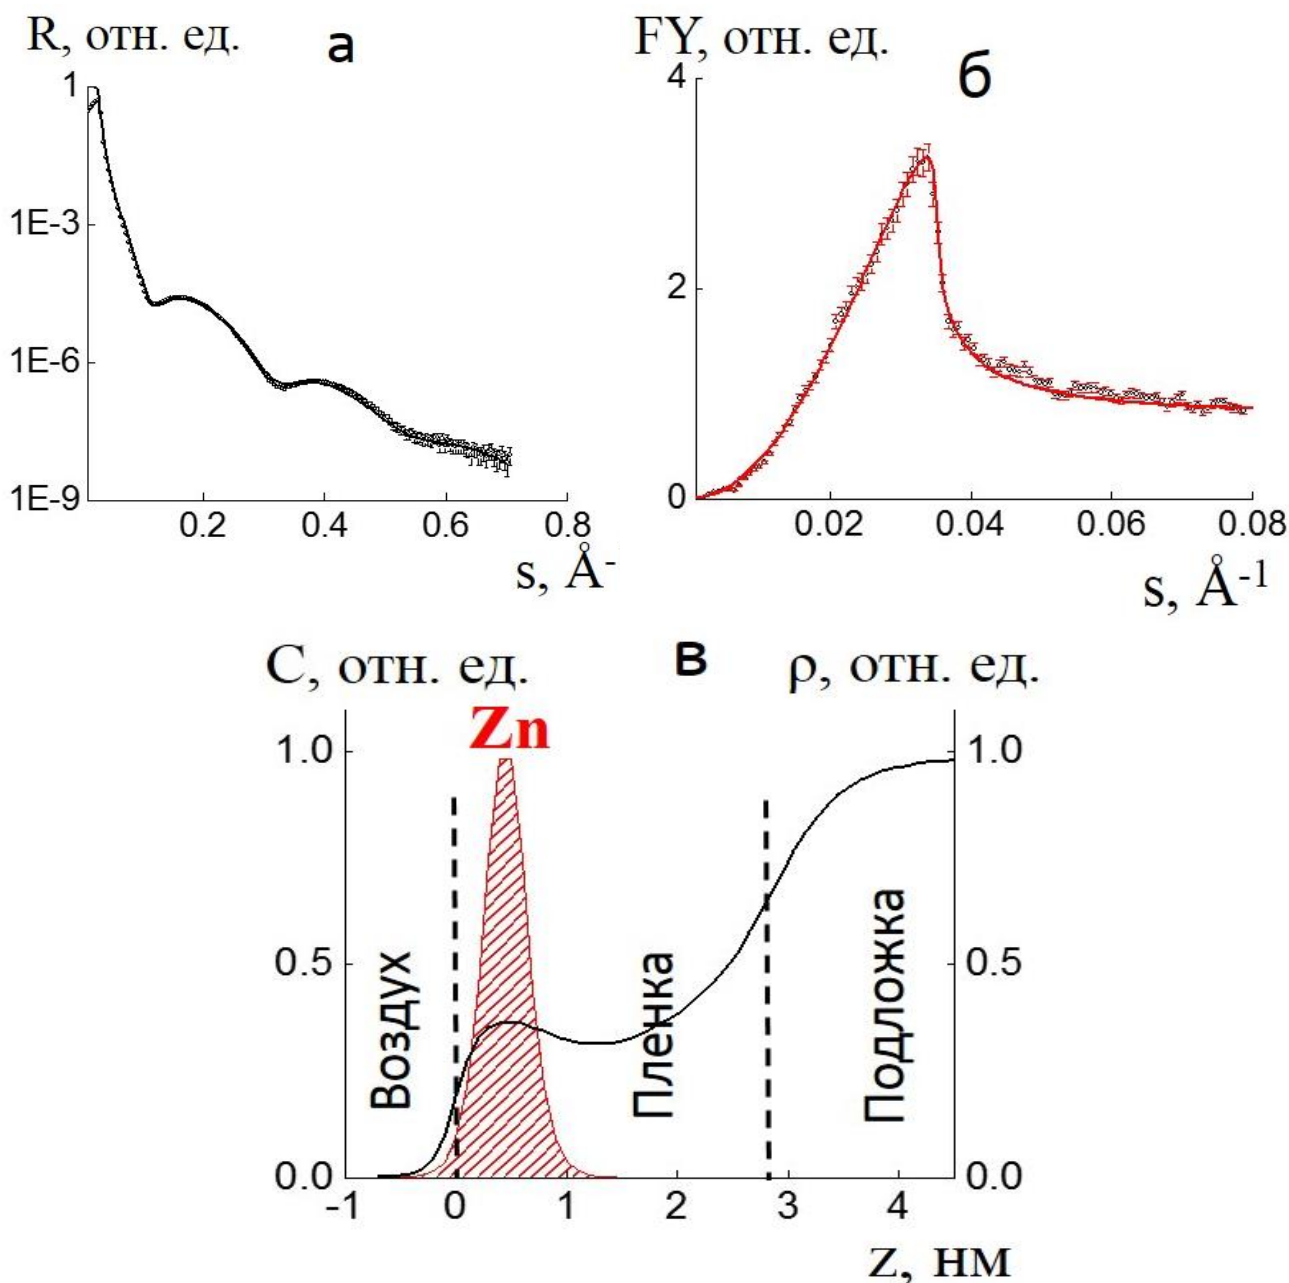 R, отн. ед.
а
1
1E-3
1E-6
1E-9
0.2
0.4
0.6
0.8
s, Å-
FY, отн. ед.
б
4
2
0
0.02
0.04
0.06
0.08
s, Å-1
C, отн. ед.
в
ρ, отн. ед.
Zn
1.0
0.5
0.0
1.0
0.5
0.0
Воздух
Пленка
Подложка
-1
0
1
2
3
4
z, нм